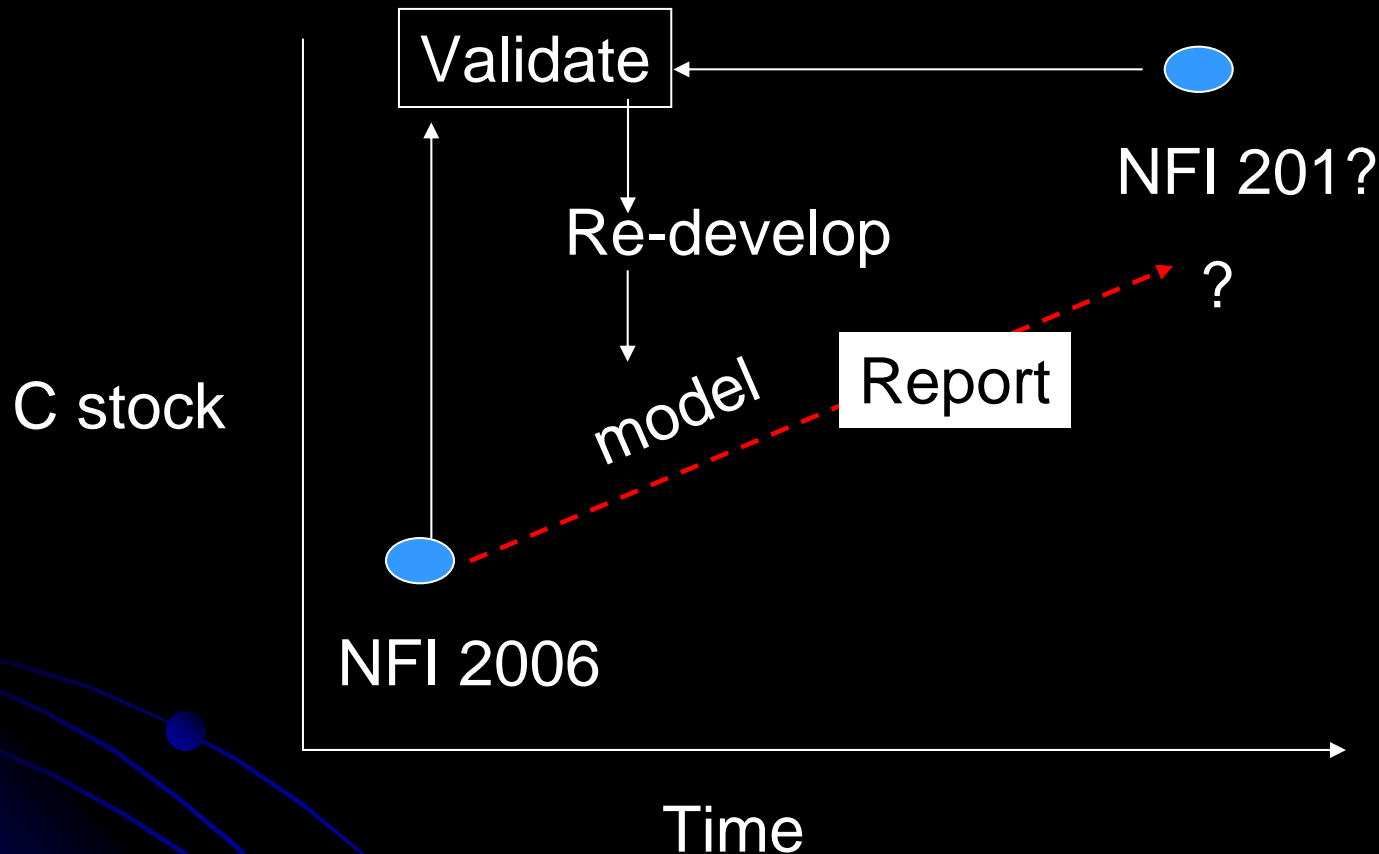 Validate
NFI 201?
Re-develop
?
Report
model
C stock
NFI 2006
Time